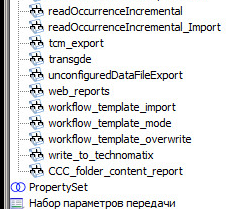 readOccurrenceIncremental
readOccurrenceIncremental_Import
tcm_export
transgde
unconfiguredDataFileExport
web_reports
workflow_template_import
workflow_template_mode
workflow_template_overwrite
write_to_technomatix
CCC_folder_content_report
PropertySet
Набор параметров передачи